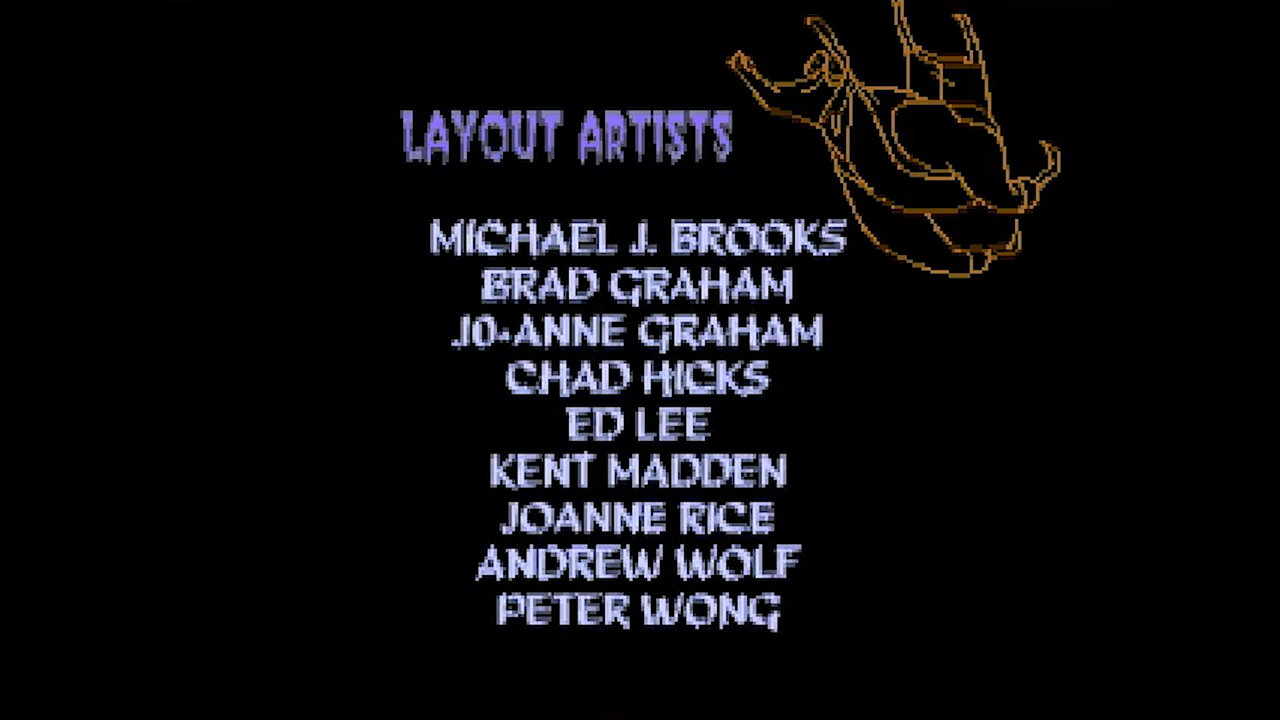 LAYOUT ARTISTS
MICHAEL J. BROOKS
BRAD GRAHAM
JO-ANNE GRAHAM
CHAD HICKS
ED LEE
KENT MADDEN
JOANNE RICE
ANDREW WOLF
PETER WONG